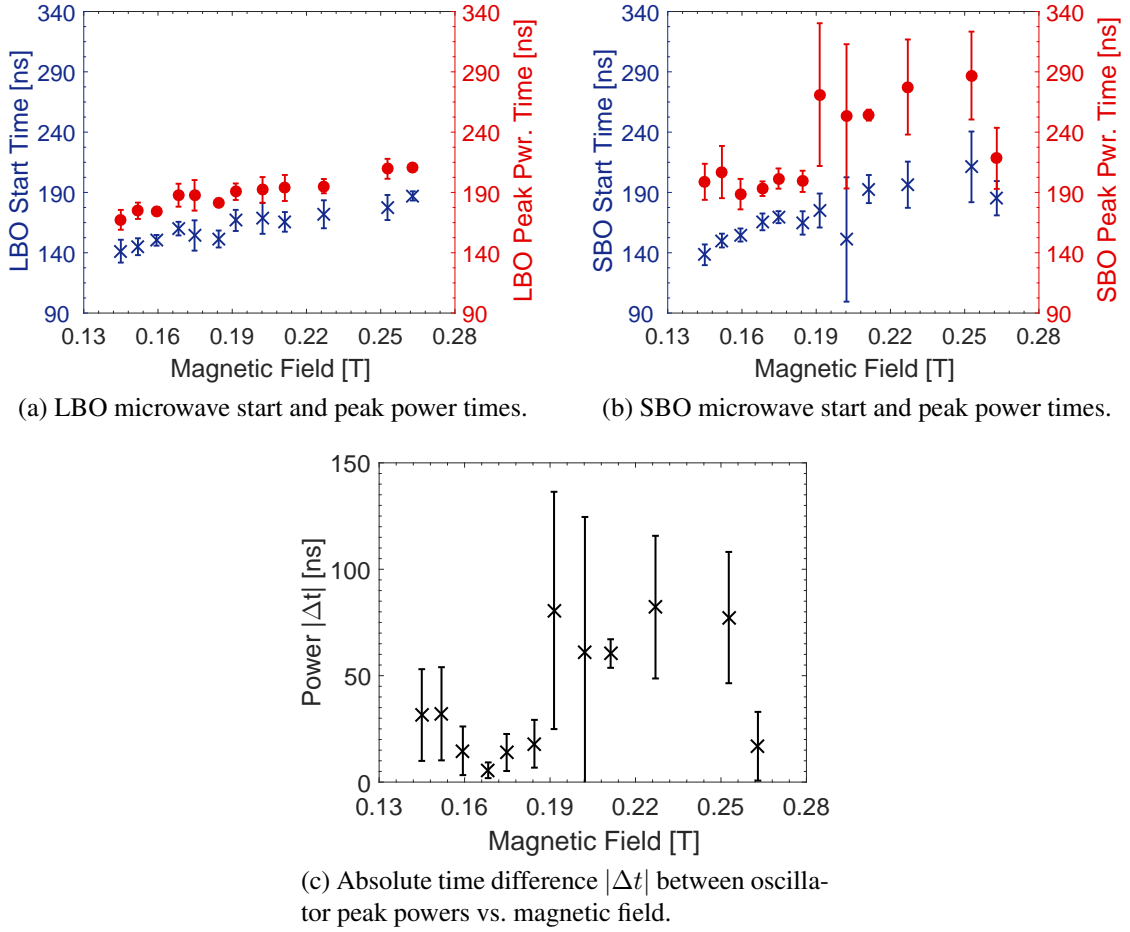 340
290
240
190
140
90
LBO Start Time [ns]
340
290
240
190
140
90
LBO Peak Pwr. Time [ns]
0.13 0.16 0.19 0.22 0.25 0.28
Magnetic Field [T]
(a) LBO microwave start and peak power times.
340
290
240
190
140
90
SBO Start Time [ns]
340
290
240
190
140
90
SBO Peak Pwr. Time [ns]
0.13 0.16 0.19 0.22 0.25 0.28
Magnetic Field [T]
(b) SBO microwave start and peak power times.
150
100
50
0
Power |Δt| [ns]
0.13 0.16 0.19 0.22 0.25 0.28
Magnetic Field [T]
(c) Absolute time difference |Δt| between oscilla-
tor peak powers vs. magnetic field.